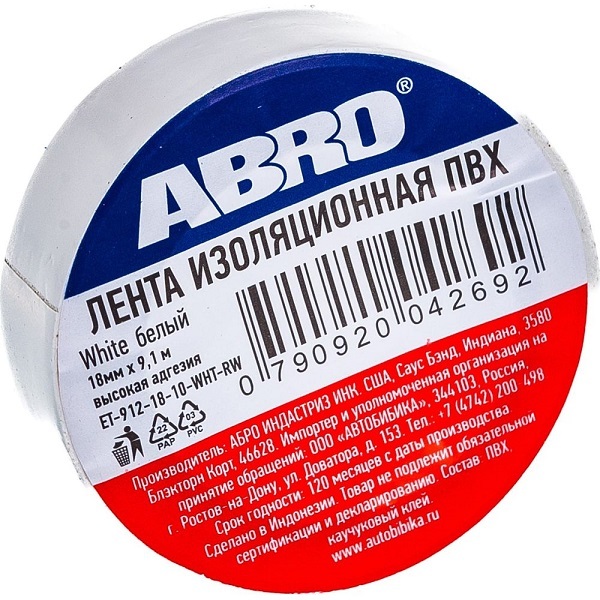 ABRO®
ЛЕНТА ИЗОЛЯЦИОННАЯ ПВХ
White белый
18мм x 9,1 м
высокая адгезия
ET-912-18-10-WHT-RW
0 790920 042692
22
PAP
03
PVC
Производитель: АБРО ИНДАСТРИЗ ИНК. США, Саус Бэнд, Индиана, 3580
Блэкторн Корт, 46628. Импортер и уполномоченная организация на
принятие обращений: ООО «АВТОБИБИКА», 344103, Россия,
г. Ростов-на-Дону, ул. Доватора, д. 153. Тел.: +7 (4742) 200 498
Срок годности: 120 месяцев с даты производства
Сделано в Индонезии. Товар не подлежит обязательной
сертификации и декларированию. Состав: ПВХ,
каучуковый клей.
www.autobibika.ru